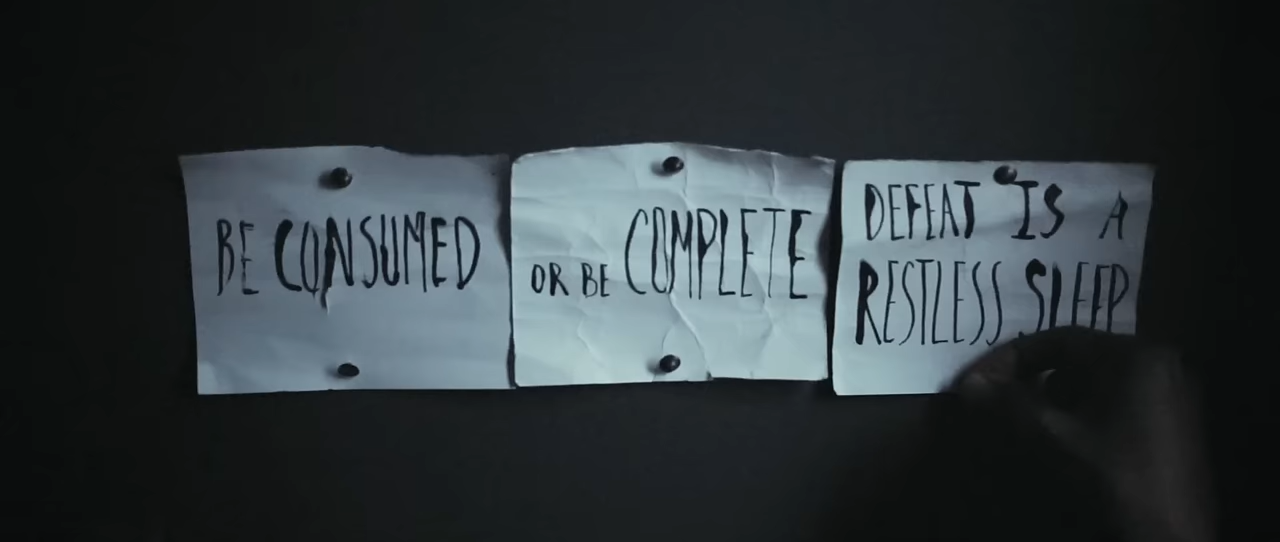 BE CONSUMED
OR BE COMPLETE
DEFEAT IS A
RESTLESS SLEEP